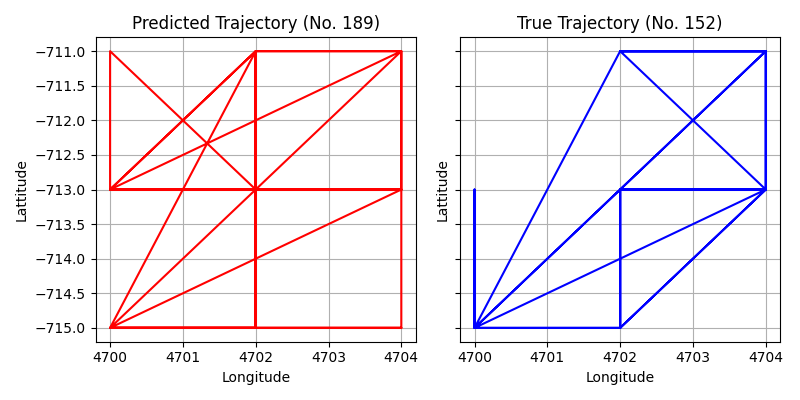 Predicted Trajectory (No. 189)
True Trajectory (No. 152)
−711.0
−711.5
−712.0
−712.5
−713.0
−713.5
−714.0
−714.5
−715.0
Lattitude
Lattitude
4700 4701 4702 4703 4704
4700 4701 4702 4703 4704
Longitude
Longitude